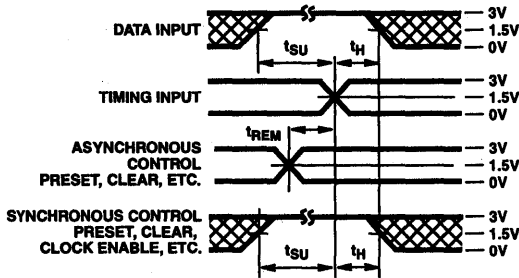 DATA INPUT
3V
1.5V
0V
tSU
tH
TIMING INPUT
3V
1.5V
0V
tREM
ASYNCHRONOUS
CONTROL
PRESET, CLEAR, ETC.
3V
1.5V
0V
SYNCHRONOUS CONTROL
PRESET, CLEAR,
CLOCK ENABLE, ETC.
3V
1.5V
0V
tSU
tH